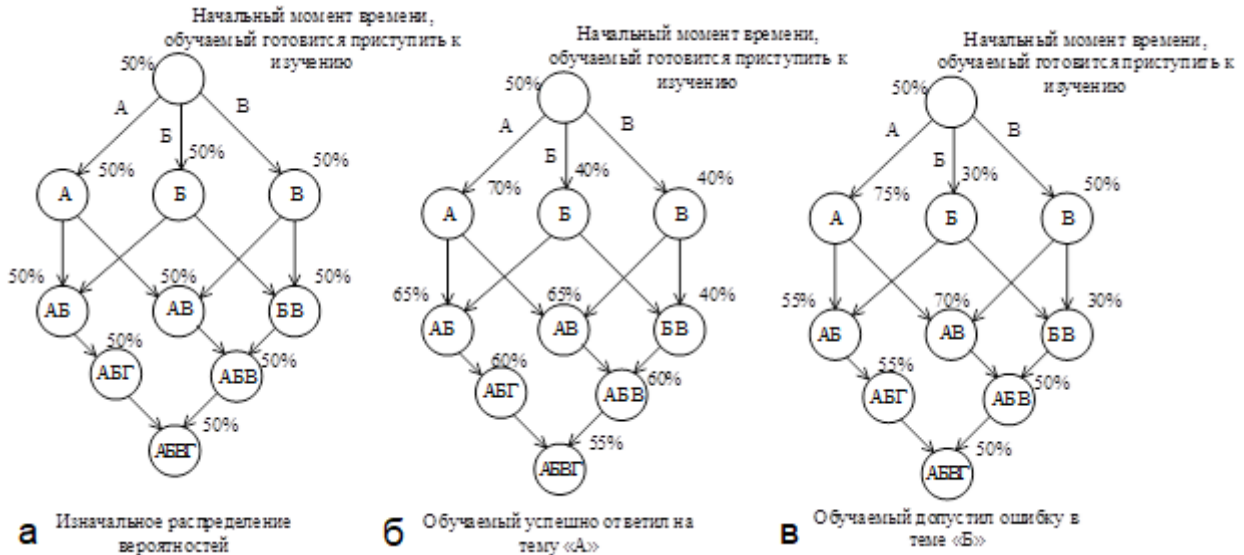 Начальный момент времени,
обучаемый готовится приступить к
изучению
50%
А
Б
В
50%
50%
50%
А
Б
В
50%
50%
50%
АБ
АВ
БВ
50%
50%
АБГ
АБВ
50%
АБВГ
а
Изначальное распределение
вероятностей
Начальный момент времени,
обучаемый готовится приступить к
изучению
50%
А
Б
В
70%
40%
40%
А
Б
В
65%
65%
40%
АБ
АВ
БВ
60%
60%
АБГ
АБВ
55%
АБВГ
б
Обучаемый успешно ответил на
тему «А»
Начальный момент времени,
обучаемый готовится приступить к
изучению
50%
А
Б
В
75%
30%
50%
А
Б
В
55%
70%
30%
АБ
АВ
БВ
55%
50%
АБГ
АБВ
50%
АБВГ
в
Обучаемый допустил ошибку в
теме «Б»